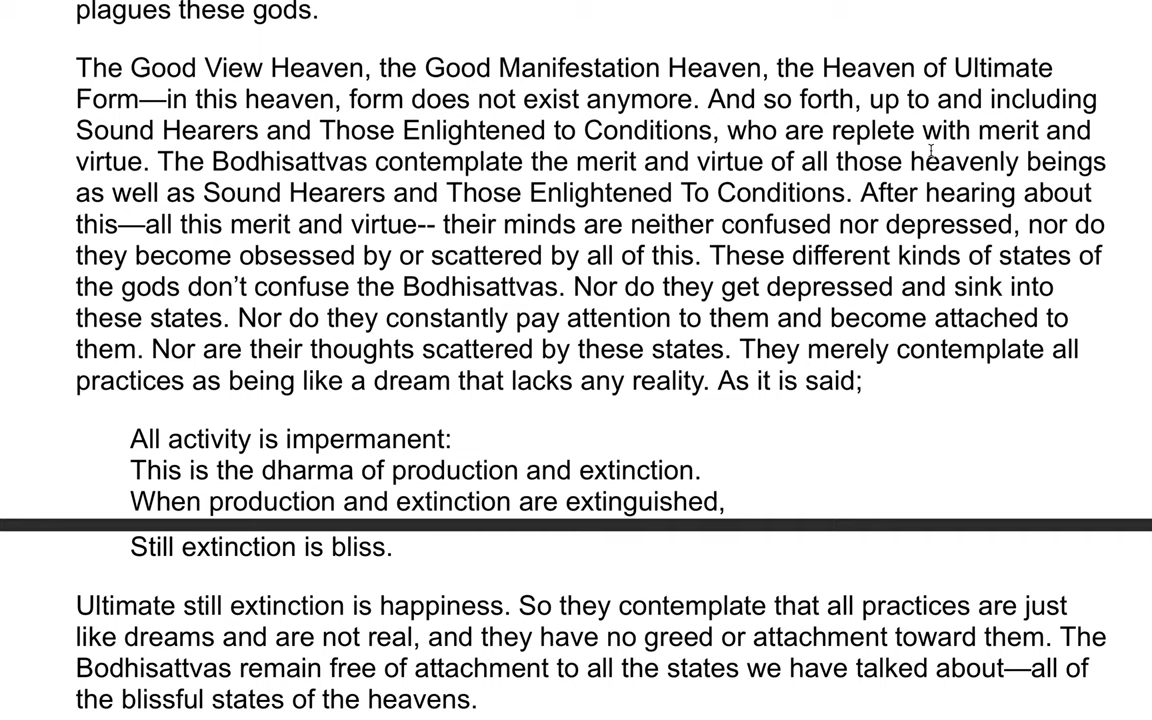 plagues these gods.
The Good View Heaven, the Good Manifestation Heaven, the Heaven of Ultimate
Form—in this heaven, form does not exist anymore. And so forth, up to and including
Sound Hearers and Those Enlightened to Conditions, who are replete with merit and
virtue. The Bodhisattvas contemplate the merit and virtue of all those heavenly beings
as well as Sound Hearers and Those Enlightened To Conditions. After hearing about
this—all this merit and virtue-- their minds are neither confused nor depressed, nor do
they become obsessed by or scattered by all of this. These different kinds of states of
the gods don’t confuse the Bodhisattvas. Nor do they get depressed and sink into
these states. Nor do they constantly pay attention to them and become attached to
them. Nor are their thoughts scattered by these states. They merely contemplate all
practices as being like a dream that lacks any reality. As it is said;
All activity is impermanent:
This is the dharma of production and extinction.
When production and extinction are extinguished,
Still extinction is bliss.
Ultimate still extinction is happiness. So they contemplate that all practices are just
like dreams and are not real, and they have no greed or attachment toward them. The
Bodhisattvas remain free of attachment to all the states we have talked about—all of
the blissful states of the heavens.